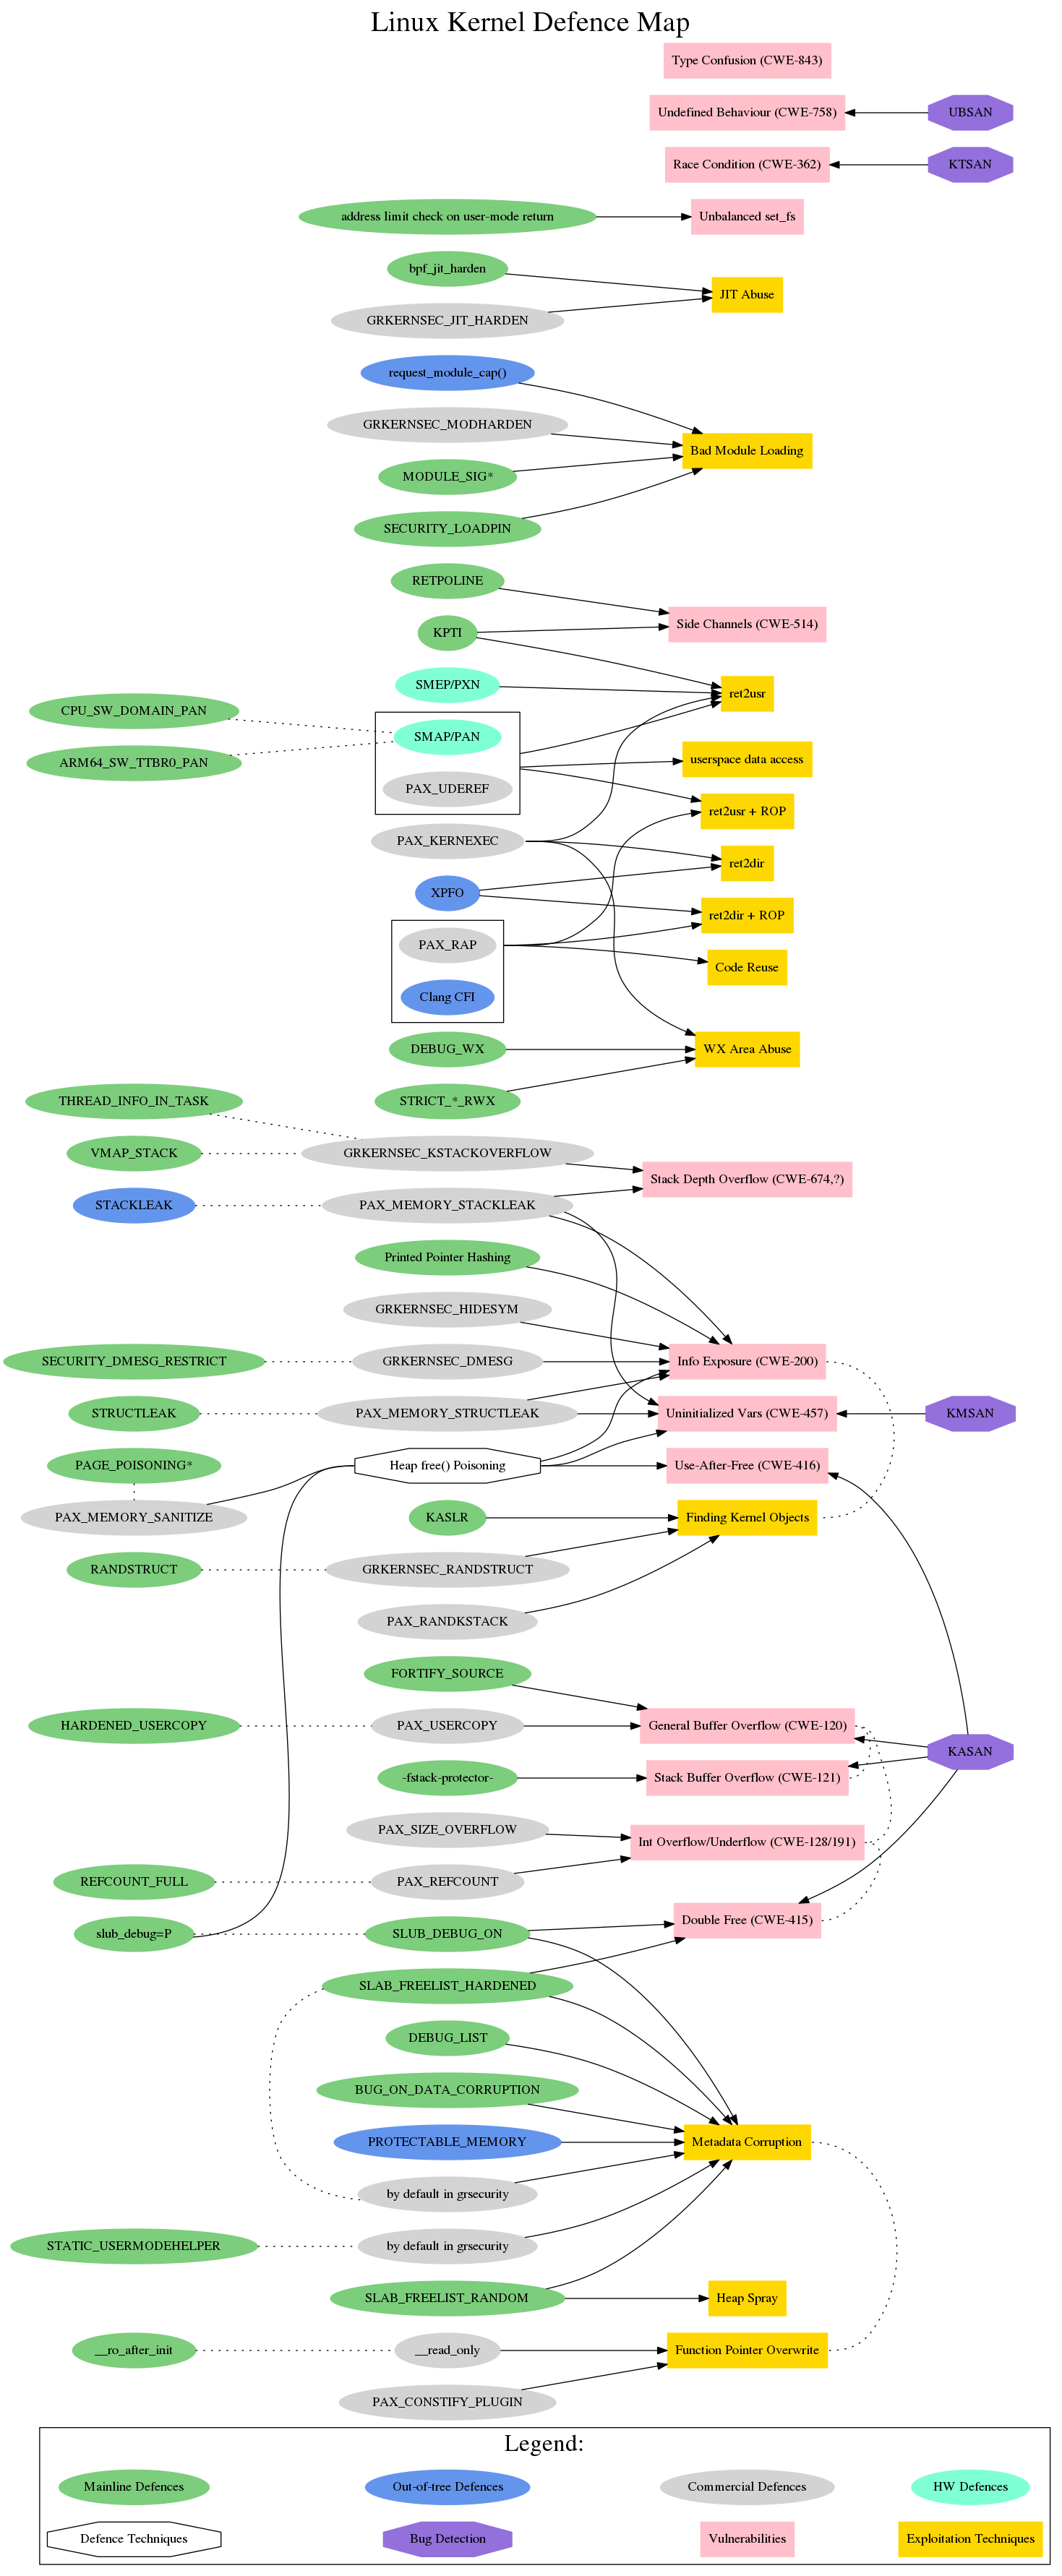 Linux Kernel Defence Map
Type Confusion (CWE-843)
Undefined Behaviour (CWE-758)
UBSAN
Race Condition (CWE-362)
KTSAN
address limit check on user-mode return
Unbalanced set_fs
bpf_jit_harden
JIT Abuse
GRKERNSEC_JIT_HARDEN
request_module_cap()
GRKERNSEC_MODHARDEN
Bad Module Loading
MODULE_SIG*
SECURITY_LOADPIN
RETPOLINE
Side Channels (CWE-514)
KPTI
SMEP/PXN
ret2usr
CPU_SW_DOMAIN_PAN
SMAP/PAN
userspace data access
ARM64_SW_TTBR0_PAN
PAX_UDEREF
ret2usr + ROP
PAX_KERNEXEC
ret2dir
XPFO
ret2dir + ROP
PAX_RAP
Code Reuse
Clang CFI
DEBUG_WX
WX Area Abuse
THREAD_INFO_IN_TASK
STRICT_*_RWX
VMAP_STACK
GRKERNSEC_KSTACKOVERFLOW
Stack Depth Overflow (CWE-674,?)
STACKLEAK
PAX_MEMORY_STACKLEAK
Printed Pointer Hashing
GRKERNSEC_HIDESYM
SECURITY_DMESG_RESTRICT
GRKERNSEC_DMESG
Info Exposure (CWE-200)
STRUCTLEAK
PAX_MEMORY_STRUCTLEAK
Uninitialized Vars (CWE-457)
KMSAN
PAGE_POISONING*
Heap free() Poisoning
Use-After-Free (CWE-416)
PAX_MEMORY_SANITIZE
KASLR
Finding Kernel Objects
RANDSTRUCT
GRKERNSEC_RANDSTRUCT
PAX_RANDKSTACK
FORTIFY_SOURCE
HARDENED_USERCOPY
PAX_USERCOPY
General Buffer Overflow (CWE-120)
KASAN
-fstack-protector-
Stack Buffer Overflow (CWE-121)
PAX_SIZE_OVERFLOW
Int Overflow/Underflow (CWE-128/191)
REFCOUNT_FULL
PAX_REFCOUNT
Double Free (CWE-415)
slub_debug=P
SLUB_DEBUG_ON
SLAB_FREELIST_HARDENED
DEBUG_LIST
BUG_ON_DATA_CORRUPTION
PROTECTABLE_MEMORY
Metadata Corruption
by default in grsecurity
STATIC_USERMODEHELPER
by default in grsecurity
SLAB_FREELIST_RANDOM
Heap Spray
__ro_after_init
__read_only
Function Pointer Overwrite
PAX_CONSTIFY_PLUGIN
Legend:
Mainline Defences
Out-of-tree Defences
Commercial Defences
HW Defences
Defence Techniques
Bug Detection
Vulnerabilities
Exploitation Techniques